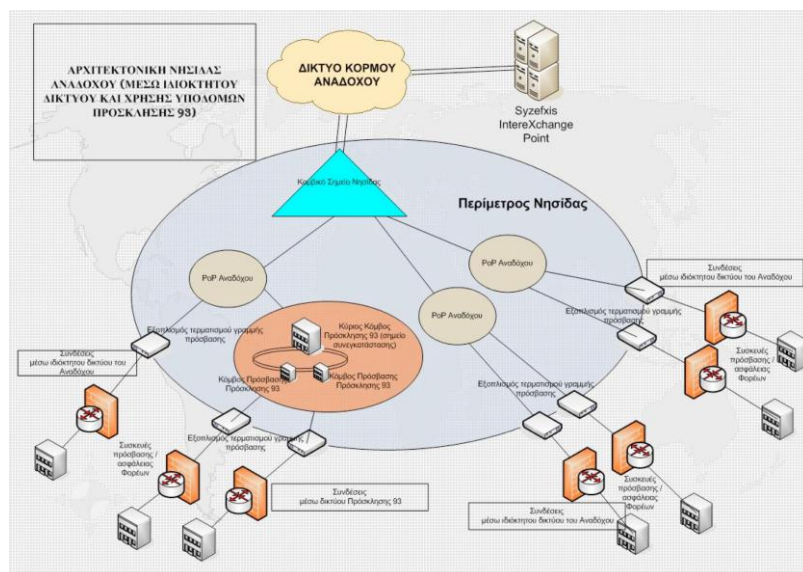 ΑΡΧΙΤΕΚΤΟΝΙΚΗ ΝΗΣΙΔΑΣ
ΑΝΑΔΟΧΟΥ (ΜΕΣΩ ΙΔΙΟΚΤΗΤΟΥ
ΔΙΚΤΥΟΥ ΚΑΙ ΧΡΗΣΗΣ ΥΠΟΔΟΜΩΝ
ΠΡΟΣΚΛΗΣΗΣ 93)
ΔΙΚΤΥΟ ΚΟΡΜΟΥ
ΑΝΑΔΟΧΟΥ
Syzefxis
IntereXchange
Point
Κομβικό Σημείο Νησίδας
Περίμετρος Νησίδας
PoP Αναδόχου
PoP Αναδόχου
PoP Αναδόχου
Συνδέσεις
μέσω ιδιόκτητου δικτύου του Αναδόχου
Εξοπλισμός τερματισμού γραμμής
πρόσβασης
Εξοπλισμός τερματισμού γραμμής
πρόσβασης
Κύριος Κόμβος
Πρόσκλησης 93 (σημείο
συνεγκατάστασης)
Συνδέσεις
μέσω ιδιόκτητου δικτύου του
Αναδόχου
Κόμβος Πρόσβασης
Πρόσκλησης 93
Κόμβος Πρόσβασης
Πρόσκλησης 93
Συσκευές
πρόσβασης /
ασφάλειας
Φορέων
Εξοπλισμός τερματισμού γραμμής
πρόσβασης
Εξοπλισμός τερματισμού γραμμής
πρόσβασης
Συσκευές
πρόσβασης /
ασφάλειας
Φορέων
Συσκευές
πρόσβασης /
ασφάλειας
Φορέων
Συνδέσεις
μέσω δικτύου Πρόσκλησης 93
Συνδέσεις
μέσω ιδιόκτητου δικτύου του Αναδόχου